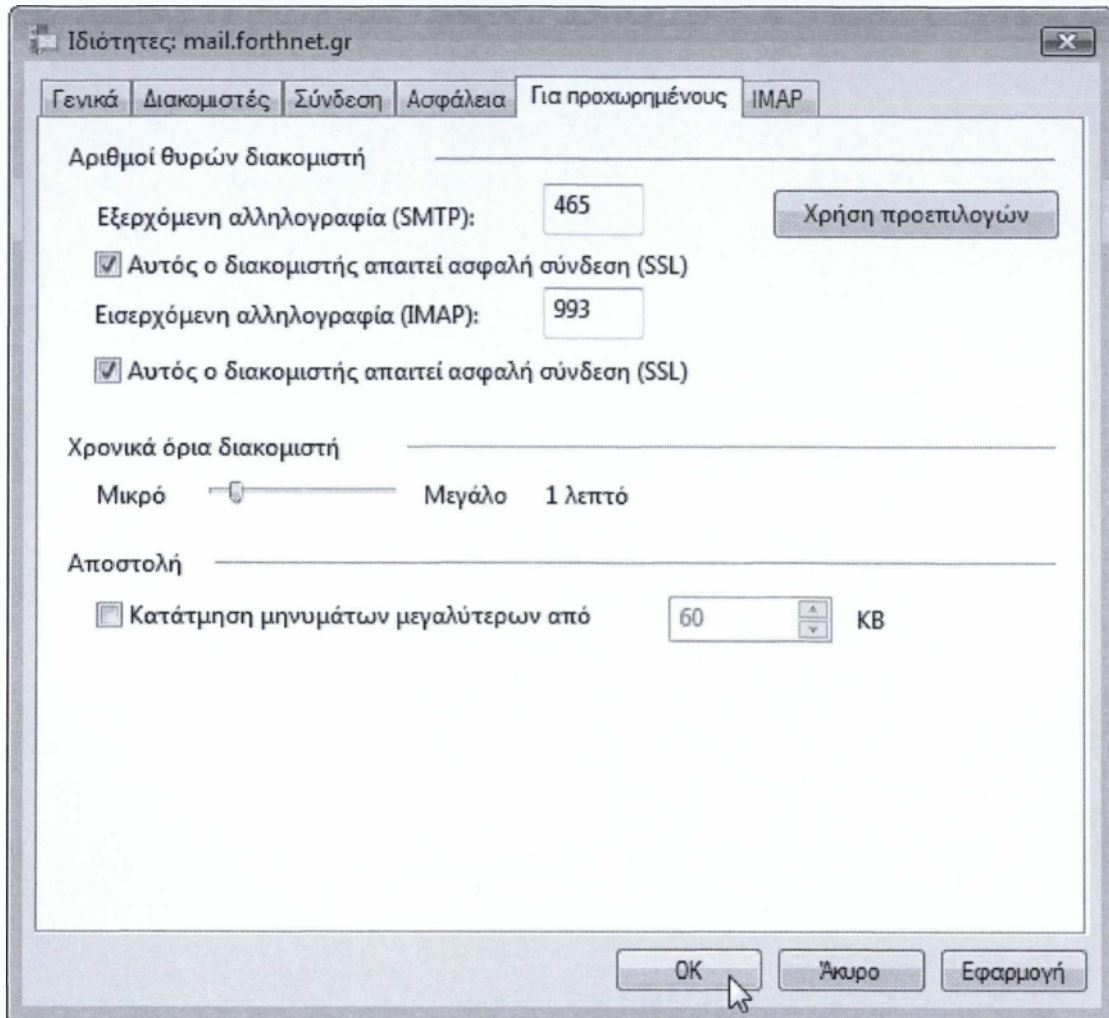 Ιδιότητες: mail.forthnet.gr
Γενικά Διακομιστές Σύνδεση Ασφάλεια Για προχωρημένους IMAP
Αριθμοί θυρών διακομιστή
Εξερχόμενη αλληλογραφία (SMTP): 465 Χρήση προεπιλογών
Αυτός ο διακομιστής απαιτεί ασφαλή σύνδεση (SSL)
Εισερχόμενη αλληλογραφία (IMAP): 993
Αυτός ο διακομιστής απαιτεί ασφαλή σύνδεση (SSL)
Χρονικά όρια διακομιστή
Μικρό Μεγάλο 1 λεπτό
Αποστολή
Κατάτμηση μηνυμάτων μεγαλύτερων από 60 KB
OK Άκυρο Εφαρμογή